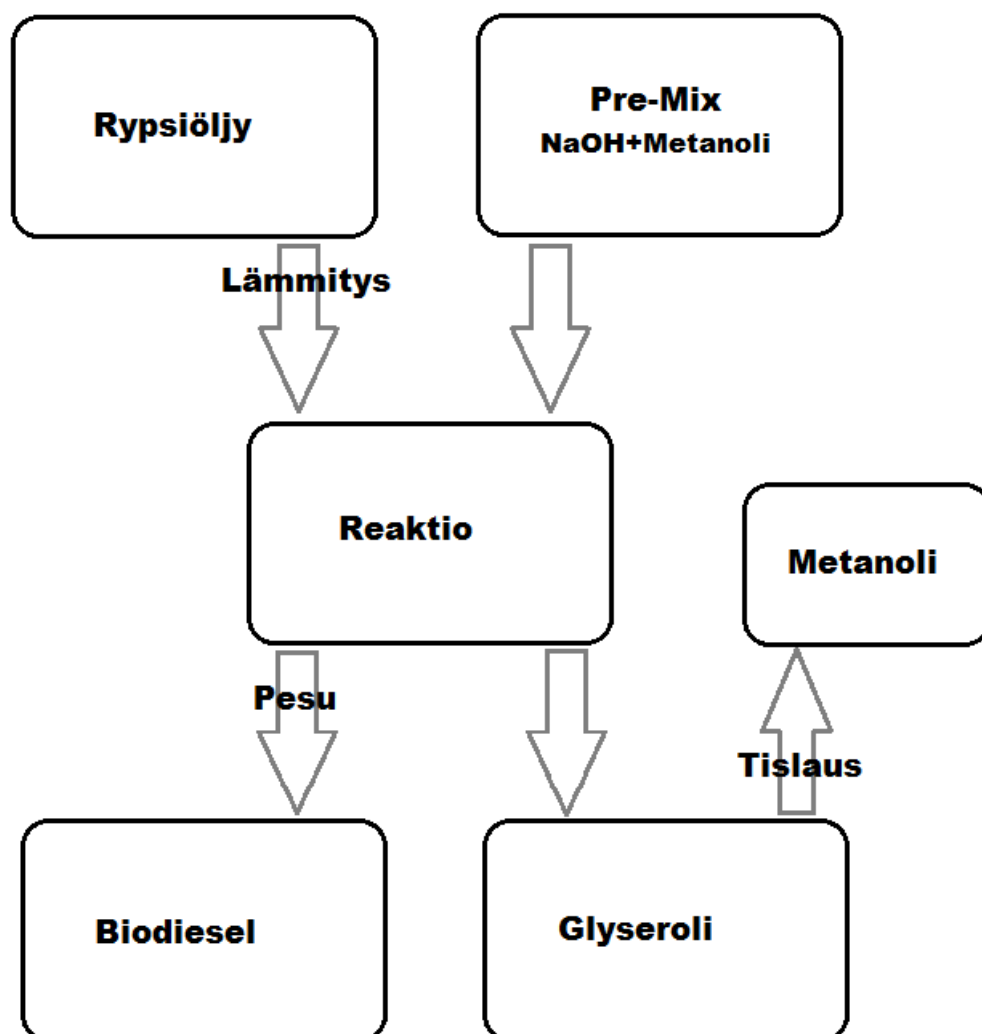 Rypsiöljy
Pre-Mix
NaOH+Metanoli
Lämmitys
Reaktio
Metanoli
Pesu
Tislaus
Biodiesel
Glyseroli